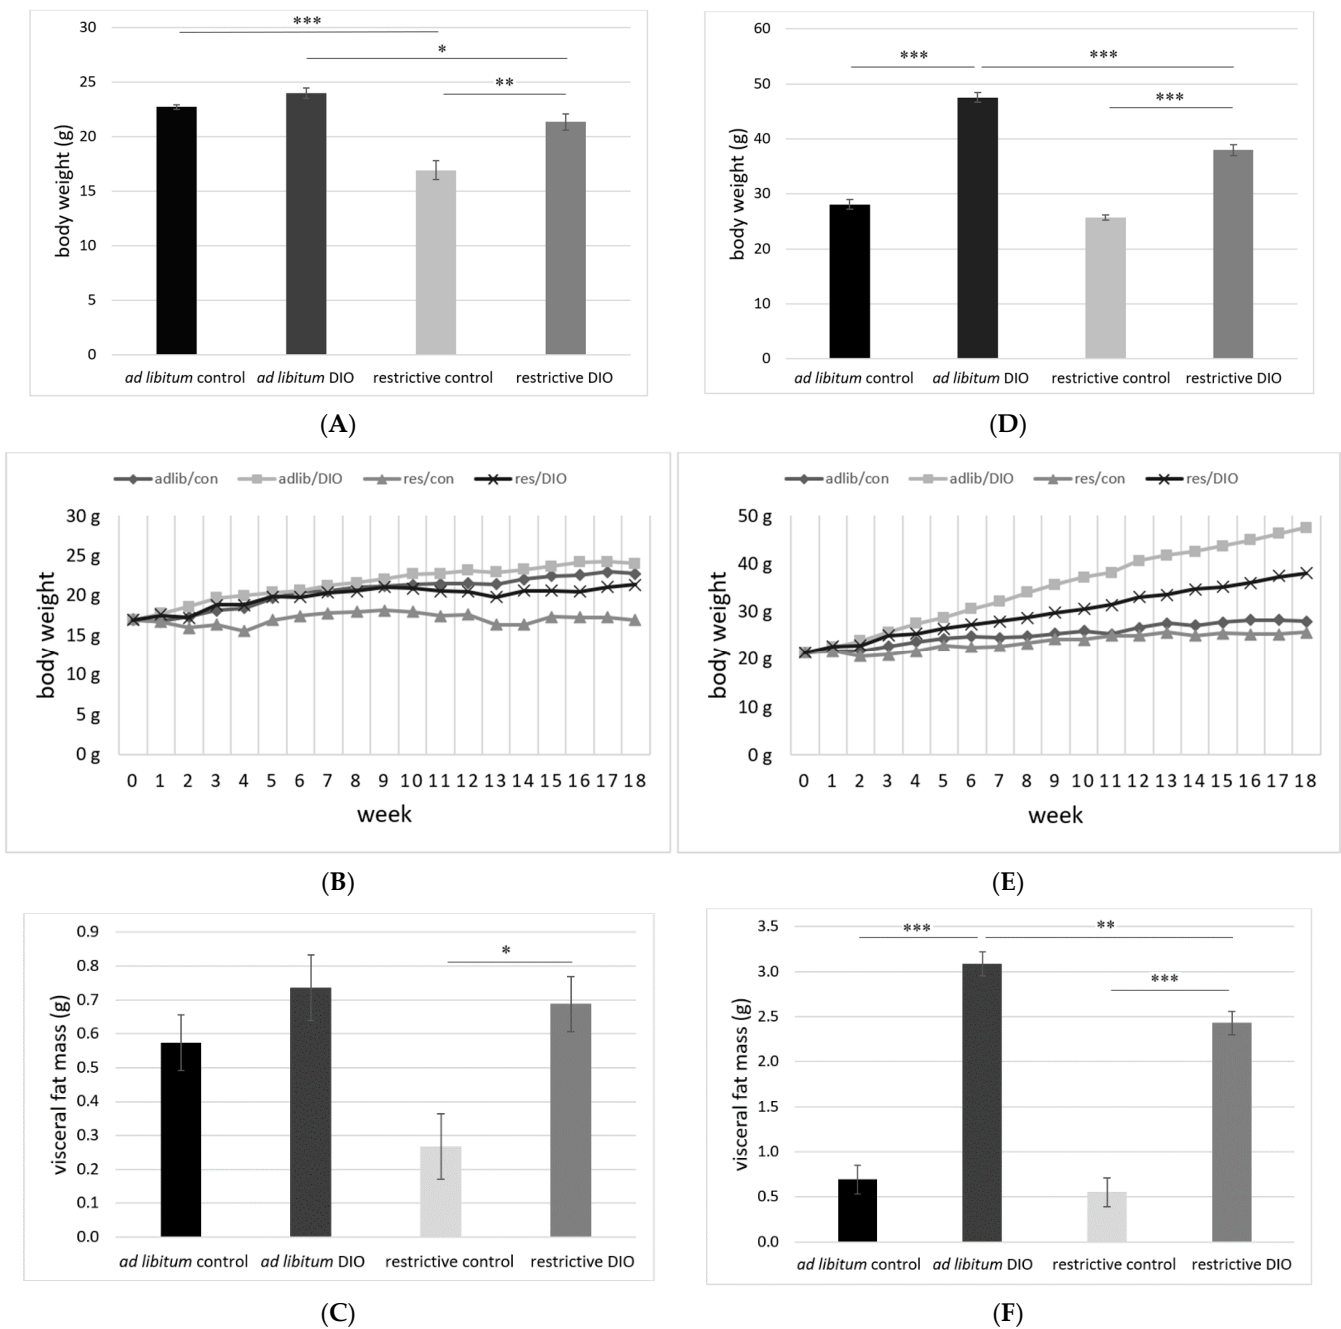 30
25
20
15
10
5
0
body weight (g)
***
*
**
ad libitum control
ad libitum DIO
restrictive control
restrictive DIO
(A)
60
50
40
30
20
10
0
body weight (g)
***
***
***
ad libitum control
ad libitum DIO
restrictive control
restrictive DIO
(D)
adlib/con adlib/DIO res/con res/DIO
30 g
25 g
20 g
15 g
10 g
5 g
0 g
body weight
0 1 2 3 4 5 6 7 8 9 10 11 12 13 14 15 16 17 18
week
(B)
adlib/con adlib/DIO res/con res/DIO
50 g
40 g
30 g
20 g
10 g
0 g
body weight
0 1 2 3 4 5 6 7 8 9 10 11 12 13 14 15 16 17 18
week
(E)
0.9
0.8
0.7
0.6
0.5
0.4
0.3
0.2
0.1
0.0
visceral fat mass (g)
*
ad libitum control
ad libitum DIO
restrictive control
restrictive DIO
(C)
3.5
3.0
2.5
2.0
1.5
1.0
0.5
0.0
visceral fat mass (g)
***
**
***
ad libitum control
ad libitum DIO
restrictive control
restrictive DIO
(F)